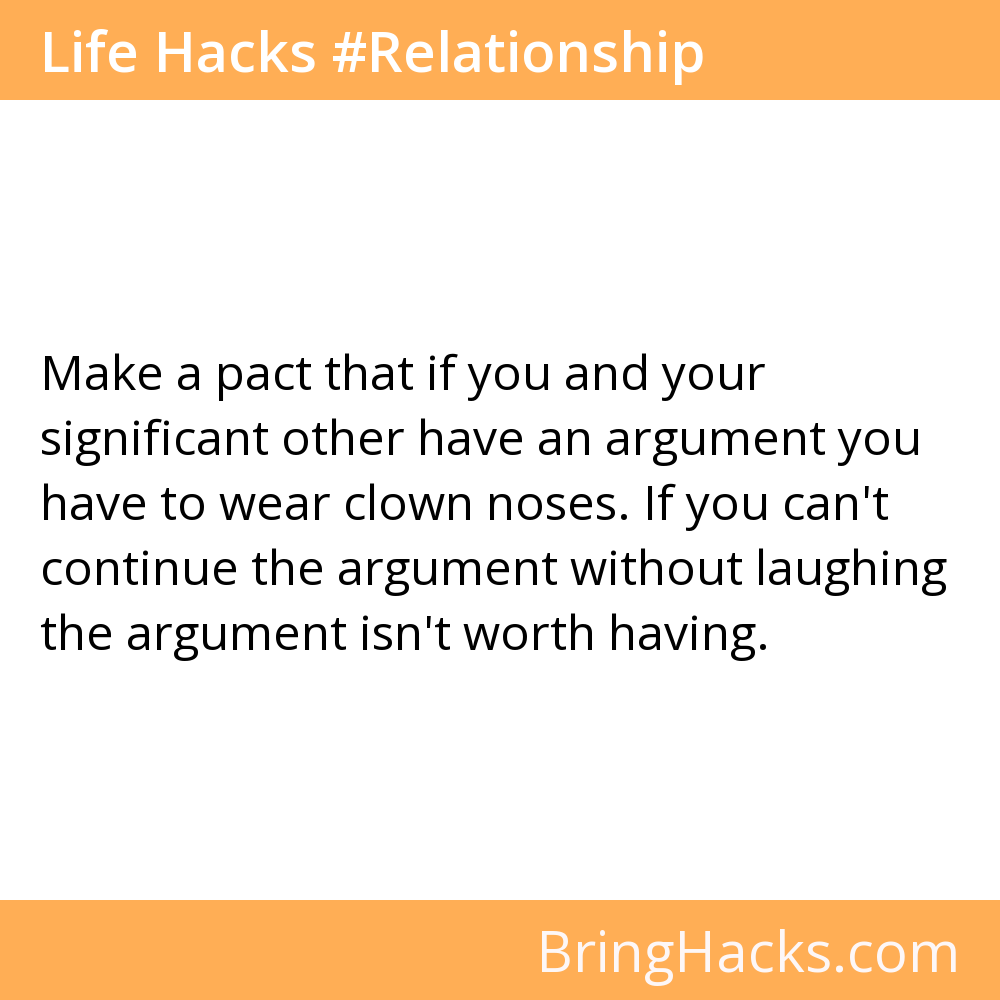 Life Hacks #Relationship
Make a pact that if you and your
significant other have an argument you
have to wear clown noses. If you can't
continue the argument without laughing
the argument isn't worth having.
BringHacks.com